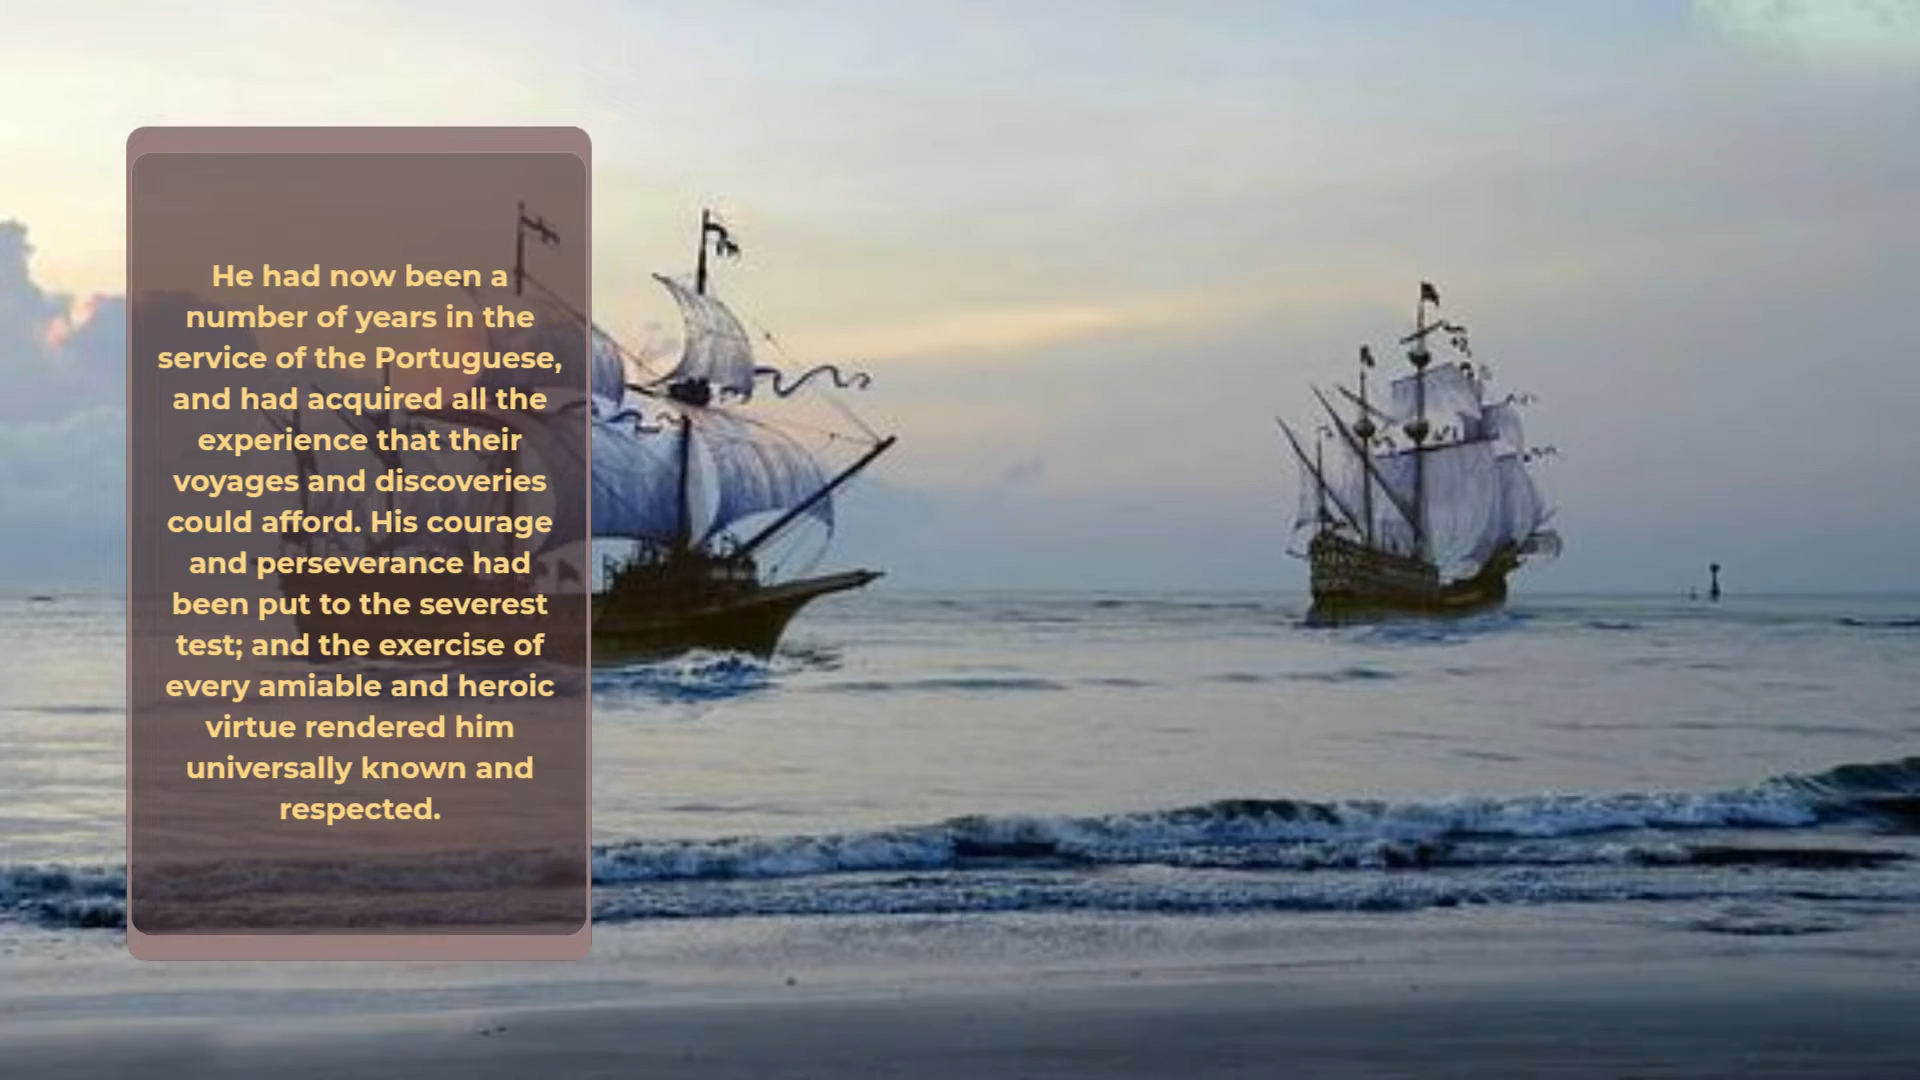 He had now been a
number of years in the
service of the Portuguese,
and had acquired all the
experience that their
voyages and discoveries
could afford. His courage
and perseverance had
been put to the severest
test; and the exercise of
every amiable and heroic
virtue rendered him
universally known and
respected.